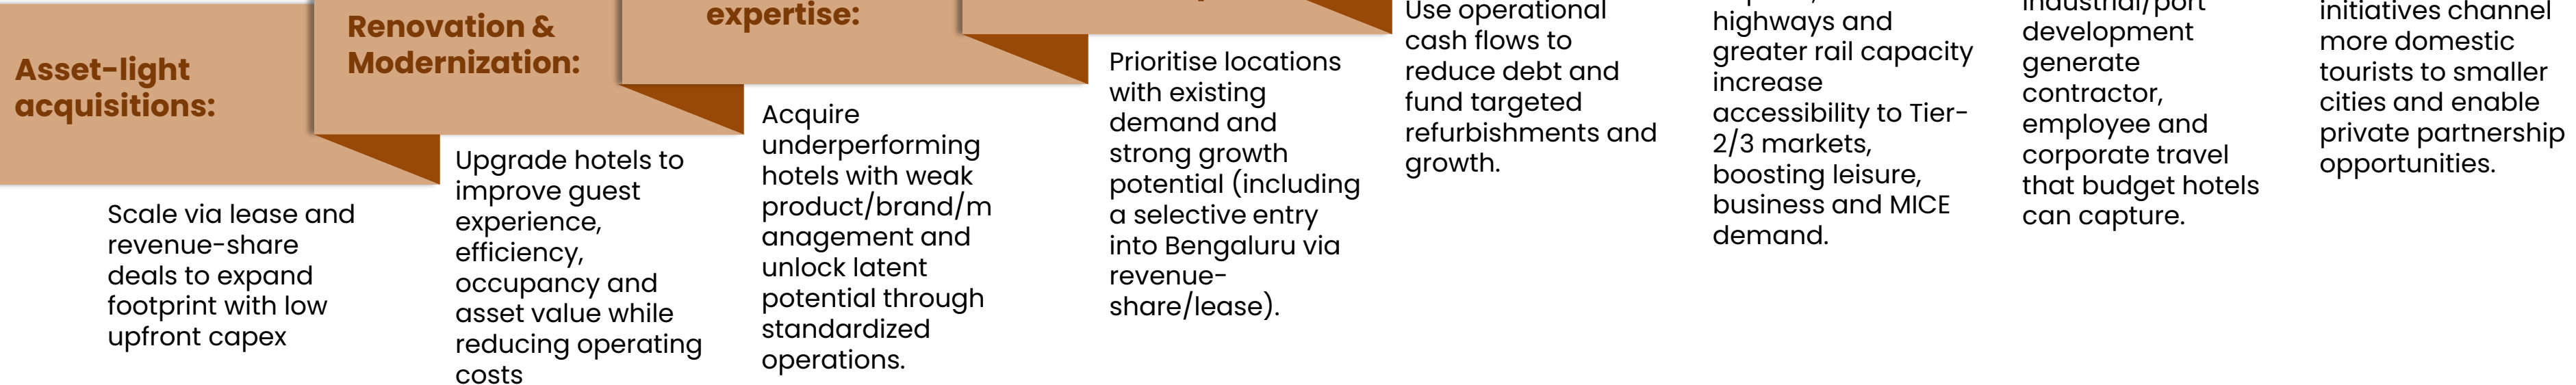 Asset-light
acquisitions:
Scale via lease and
revenue-share
deals to expand
footprint with low
upfront capex
Renovation &
Modernization:
Upgrade hotels to
improve guest
experience,
efficiency,
occupancy and
asset value while
reducing operating
costs
expertise:
Acquire
underperforming
hotels with weak
product/brand/m
anagement and
unlock latent
potential through
standardized
operations.
Prioritise locations
with existing
demand and
strong growth
potential (including
a selective entry
into Bengaluru via
revenue-
share/lease).
Use operational
cash flows to
reduce debt and
fund targeted
refurbishments and
growth.
highways and
greater rail capacity
increase
accessibility to Tier-
2/3 markets,
boosting leisure,
business and MICE
demand.
industrial/port
development
generate
contractor,
employee and
corporate travel
that budget hotels
can capture.
initiatives channel
more domestic
tourists to smaller
cities and enable
private partnership
opportunities.